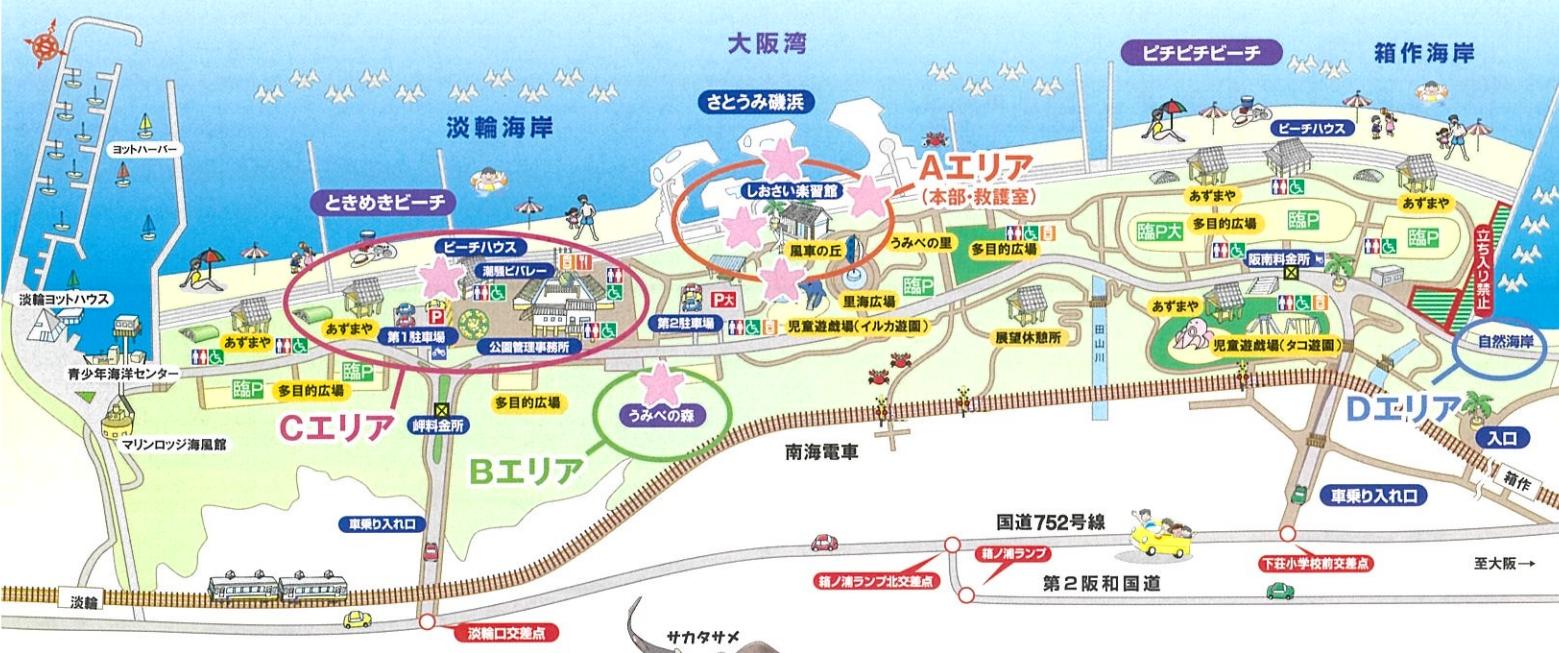 大阪湾
ピチピチビーチ
箱作海岸
さとうみ磯浜
淡輪海岸
ヨットハーバー
ビーチハウス
Aエリア
(本部・救護室)
しおさい楽習館
ときめきビーチ
あずまや
あずまや
臨P大
多目的広場
臨P
臨P
立ち入り禁止
ビーチハウス
風車の丘
うみべの里
多目的広場
阪南料金所
潮騒ビバレー
淡輪ヨットハウス
P
P大
臨P
里海広場
あずまや
第1駐車場
第2駐車場
児童遊戯場(イルカ遊園)
展望休憩所
田山川
児童遊戯場(タコ遊園)
自然海岸
あずまや
あずまや
公園管理事務所
青少年海洋センター
臨P
臨P
多目的広場
多目的広場
うみべの森
Cエリア
岬料金所
Bエリア
Dエリア
マリンロッジ海風館
南海電車
入口
箱作
車乗り入れ口
車乗り入れ口
国道752号線
箱ノ浦ランプ
箱ノ浦ランプ北交差点
第2阪和国道
下荘小学校前交差点
至大阪→
淡輪
淡輪口交差点
サカタザメ